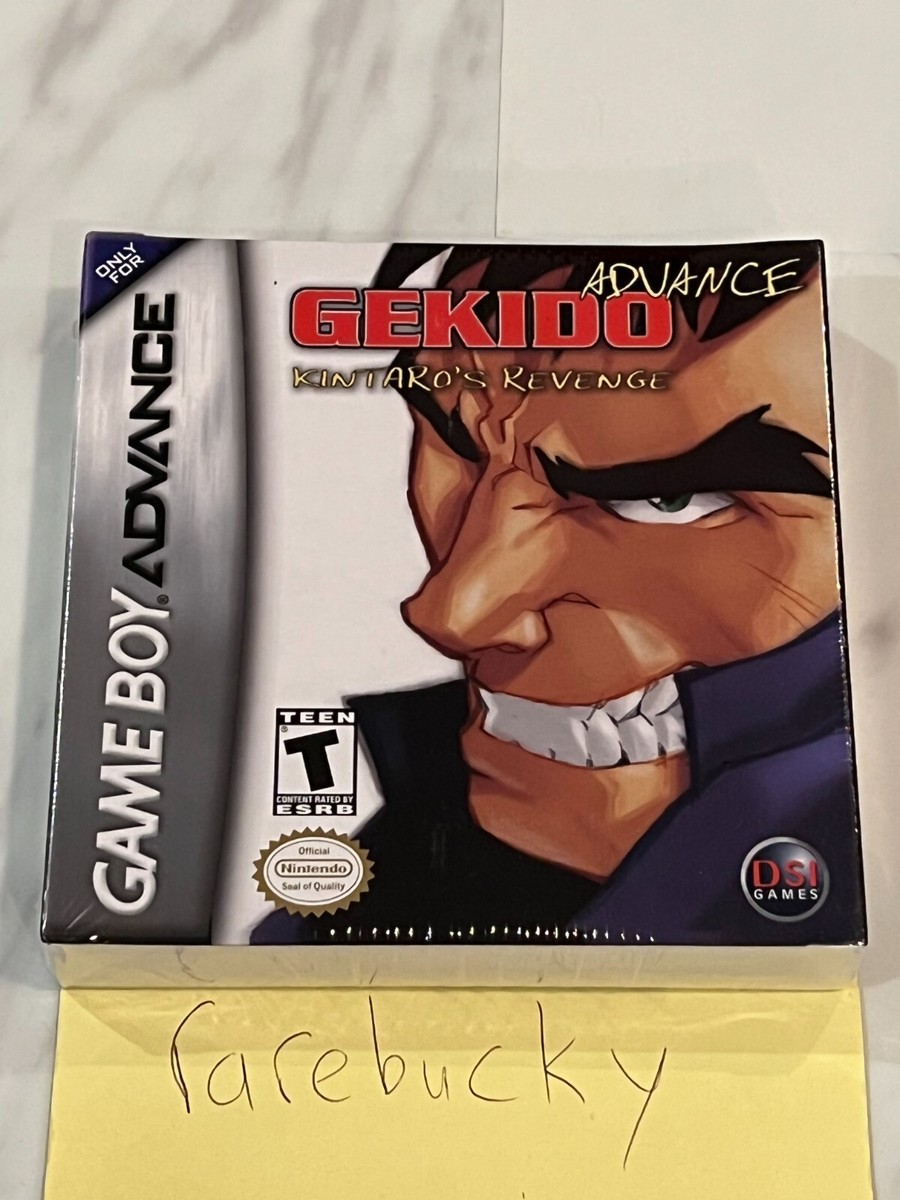 ONLY
FOR
GAME BOY ADVANCE
ADVANCE
GEKIDO
KINTARO'S REVENGE
TEEN
T
CONTENT RATED BY
ESRB
Official
Nintendo
Seal of Quality
DSI
GAMES
rarebucky